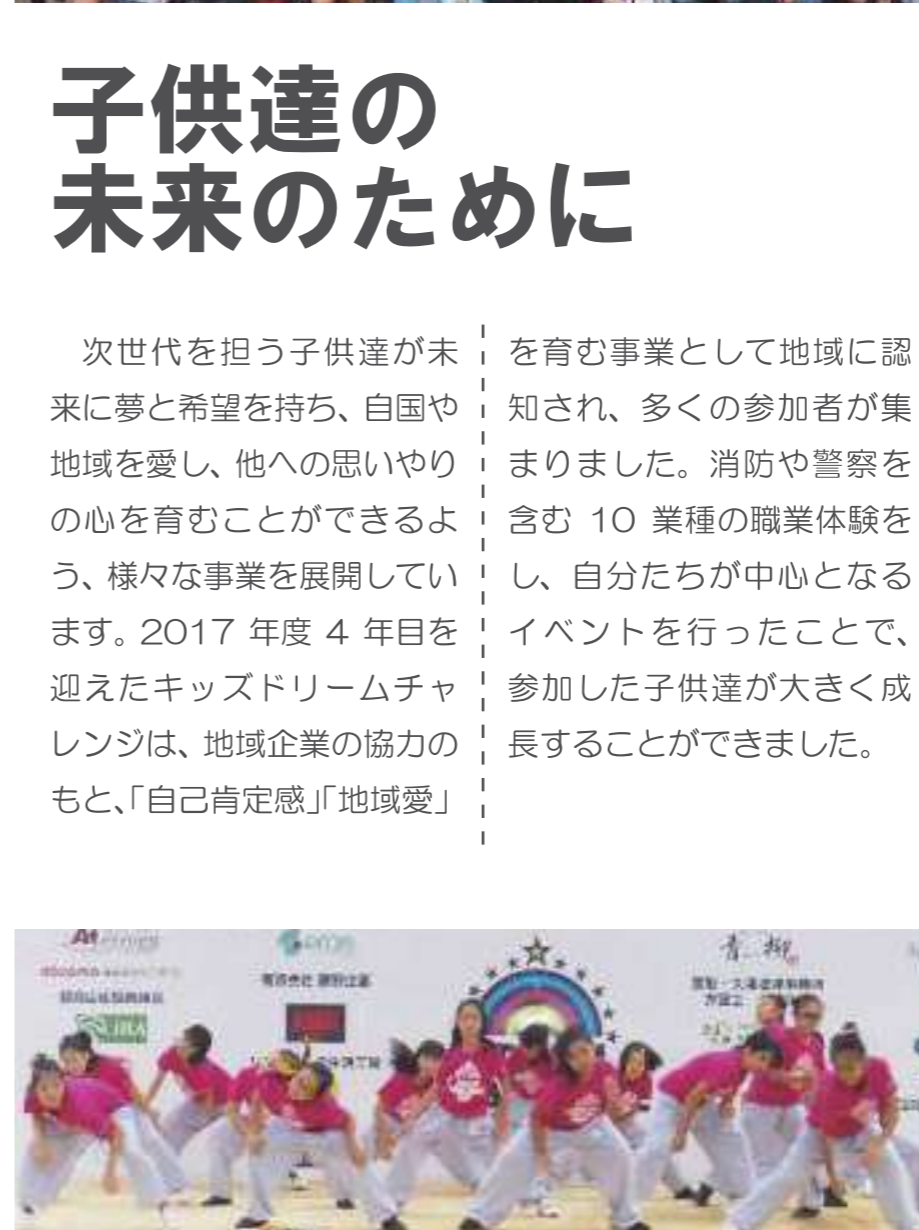 子供達の
未来のために
次世代を担う子供達が未
来に夢と希望を持ち、自国や
地域を愛し、他への思いやり
の心を育むことができるよ
う、様々な事業を展開してい
ます。2017 年度 4 年目を
迎えたキッズドリームチャ
レンジは、地域企業の協力の
もと、「自己肯定感」「地域愛」
を育む事業として地域に認
知され、多くの参加者が集
まりました。消防や警察を
含む 10 業種の職業体験を
し、自分たちが中心となる
イベントを行ったことで、
参加した子供達が大きく成
長することができました。
青柳